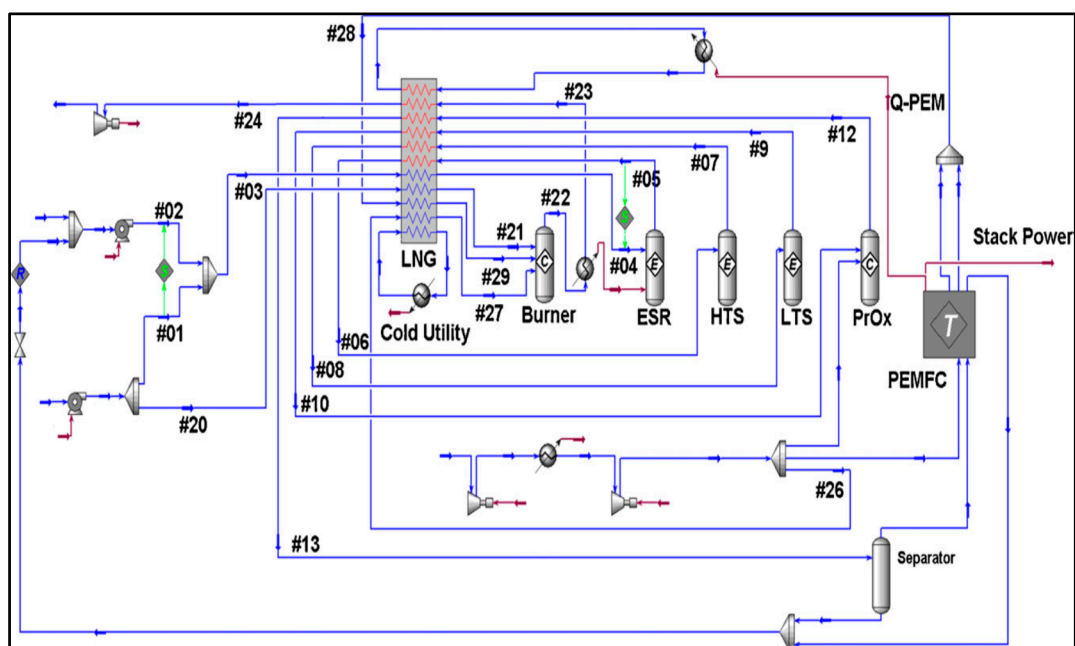 #28
#23
Q-PEM
#24
#12
#9
#07
#03
#05
#22
#02
Stack Power
#21
LNG
#04
#29
#01
#27
Burner
ESR
HTS
LTS
PrOx
Cold Utility
#06
T
PEMFC
#08
#20
#10
#26
#13
Separator
R
S
S
C
E
E
E
C